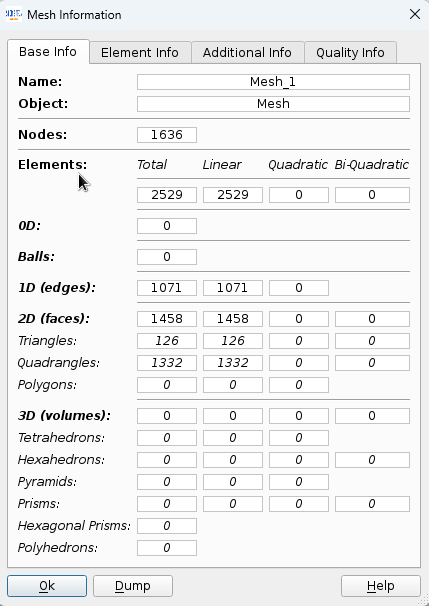 Mesh Information
Base Info Element Info Additional Info Quality Info
Name: Mesh_1
Object: Mesh
Nodes: 1636
Elements: Total Linear Quadratic Bi-Quadratic
2529 2529 0 0
0D: 0
Balls: 0
1D (edges): 1071 1071 0
2D (faces): 1458 1458 0 0
Triangles: 126 126 0 0
Quadrangles: 1332 1332 0 0
Polygons: 0 0 0
3D (volumes): 0 0 0 0
Tetrahedrons: 0 0 0
Hexahedrons: 0 0 0 0
Pyramids: 0 0 0
Prisms: 0 0 0 0
Hexagonal Prisms: 0
Polyhedrons: 0
Ok Dump Help